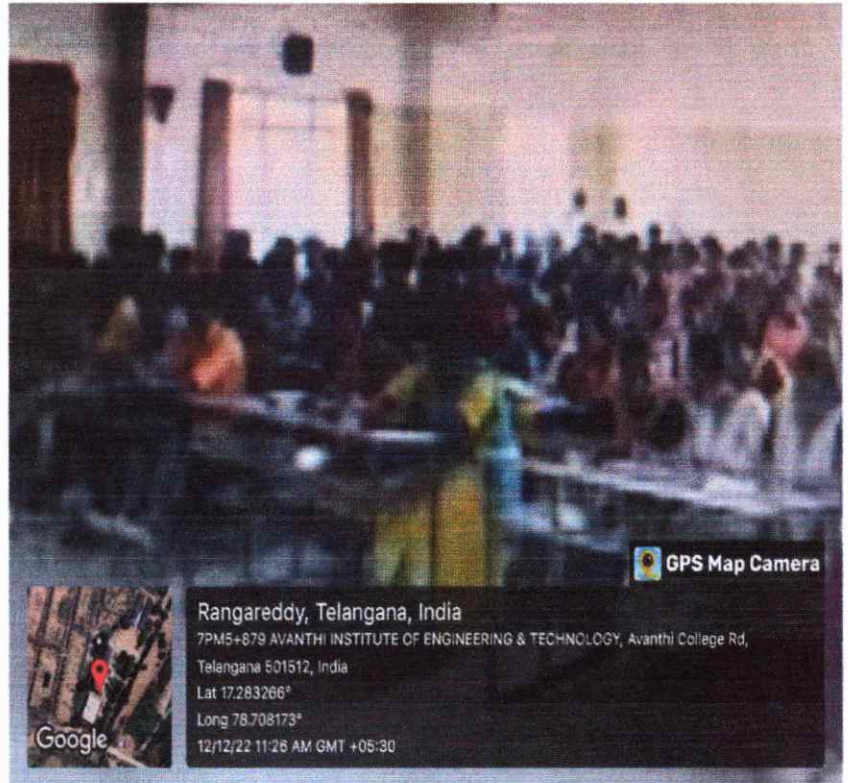 GPS Map Camera
Rangareddy, Telangana, India
7PM5+879 AVANTHI INSTITUTE OF ENGINEERING & TECHNOLOGY, Avanthi College Rd,
Telangana 501512, India
Lat 17.283266°
Long 78.708173°
12/12/22 11:26 AM GMT +05:30
Google